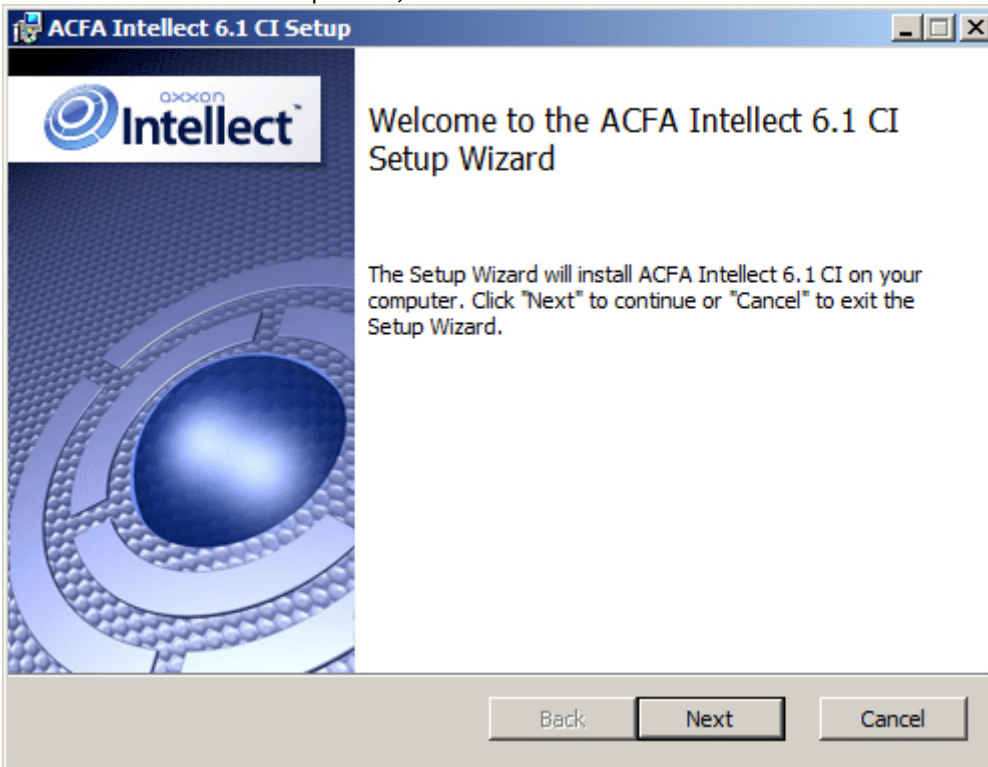 ACFA Intellect 6.1 CI Setup
axxon
Intellect
Welcome to the ACFA Intellect 6.1 CI
Setup Wizard
The Setup Wizard will install ACFA Intellect 6.1 CI on your
computer. Click "Next" to continue or "Cancel" to exit the
Setup Wizard.
Back
Next
Cancel